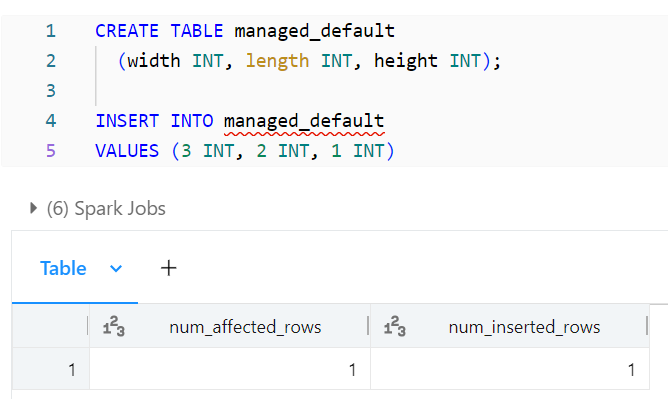 1 CREATE TABLE managed_default
2 (width INT, length INT, height INT);
3
4 INSERT INTO managed_default
5 VALUES (3 INT, 2 INT, 1 INT)
(6) Spark Jobs
Table +
123 num_affected_rows 123 num_inserted_rows
1 1 1